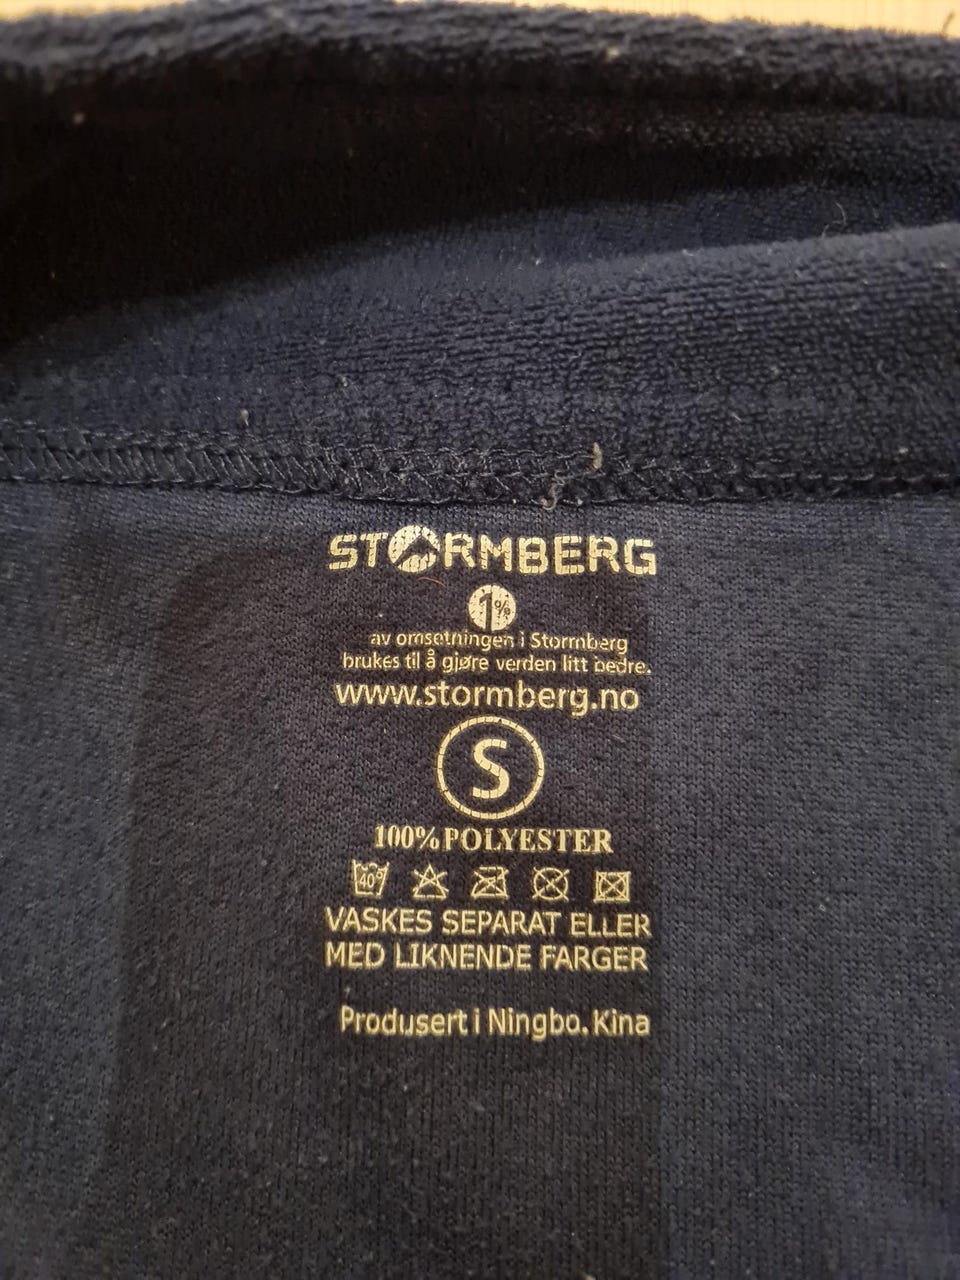 STORMBERG
1%
av omsetningen i Stormberg
brukes til å gjøre verden litt bedre.
www.stormberg.no
S
100% POLYESTER
40°
VASKES SEPARAT ELLER
MED LIKNENDE FARGER
Produsert i Ningbo. Kina